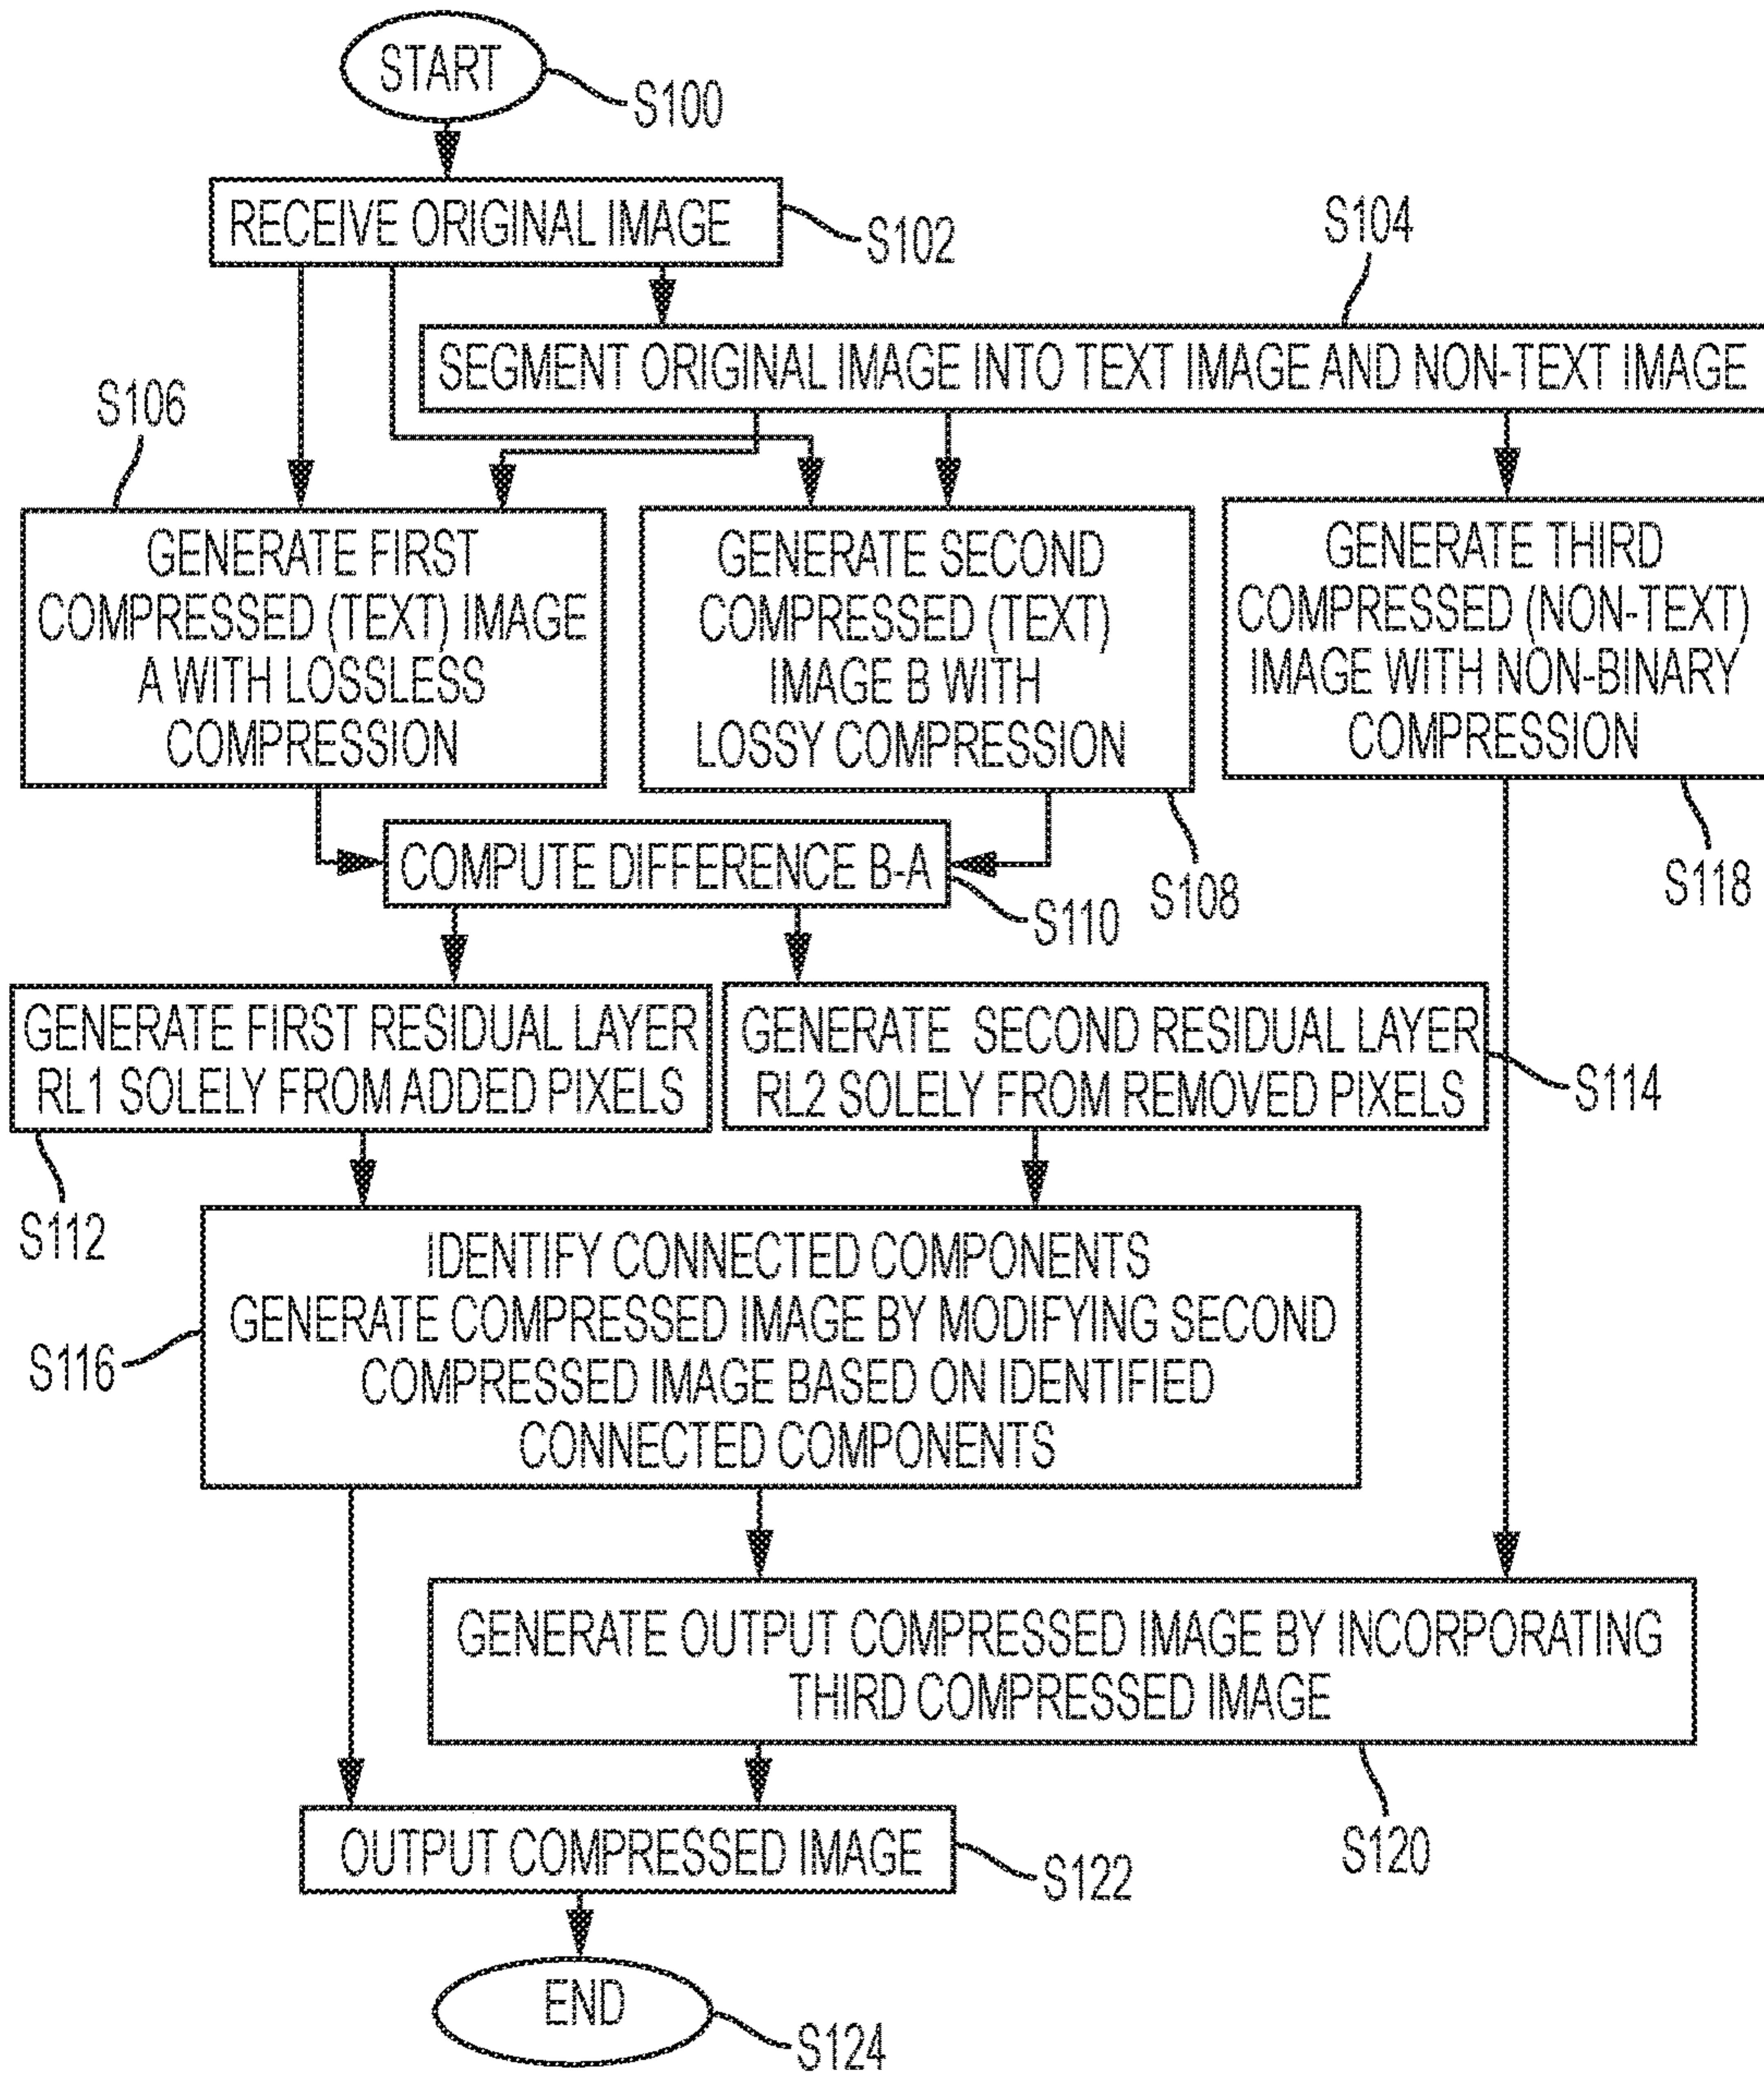 START
S100
RECEIVE ORIGINAL IMAGE
S102
S104
SEGMENT ORIGINAL IMAGE INTO TEXT IMAGE AND NON-TEXT IMAGE
S106
GENERATE FIRST
COMPRESSED (TEXT) IMAGE
A WITH LOSSLESS
COMPRESSION
GENERATE SECOND
COMPRESSED (TEXT)
IMAGE B WITH
LOSSY COMPRESSION
GENERATE THIRD
COMPRESSED (NON-TEXT)
IMAGE WITH NON-BINARY
COMPRESSION
COMPUTE DIFFERENCE B-A
S110
S108
S118
GENERATE FIRST RESIDUAL LAYER
RL1 SOLELY FROM ADDED PIXELS
GENERATE SECOND RESIDUAL LAYER
RL2 SOLELY FROM REMOVED PIXELS
S114
S112
IDENTIFY CONNECTED COMPONENTS
GENERATE COMPRESSED IMAGE BY MODIFYING SECOND
COMPRESSED IMAGE BASED ON IDENTIFIED
CONNECTED COMPONENTS
S116
GENERATE OUTPUT COMPRESSED IMAGE BY INCORPORATING
THIRD COMPRESSED IMAGE
S120
OUTPUT COMPRESSED IMAGE
S122
END
S124